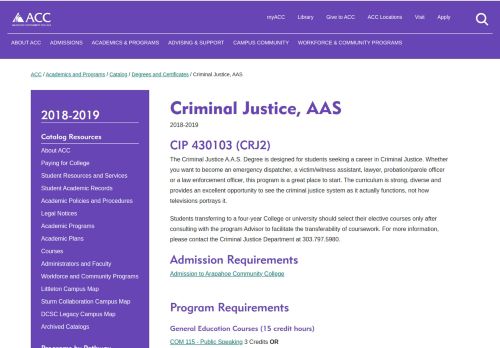 ACC
myACC Library Give to ACC ACC Locations Visit Apply
ABOUT ACC ADMISSIONS ACADEMICS & PROGRAMS ADVISING & SUPPORT CAMPUS COMMUNITY WORKFORCE & COMMUNITY PROGRAMS
ACC / Academics and Programs / Catalog / Degrees and Certificates / Criminal Justice, AAS
2018-2019
Catalog Resources
About ACC
Paying for College
Student Resources and Services
Student Academic Records
Academic Policies and Procedures
Legal Notices
Academic Programs
Academic Plans
Courses
Administrators and Faculty
Workforce and Community Programs
Littleton Campus Map
Sturm Collaboration Campus Map
DCSC Legacy Campus Map
Archived Catalogs
Programs by Pathway
Criminal Justice, AAS
2018-2019
CIP 430103 (CRJ2)
The Criminal Justice A.A.S. Degree is designed for students seeking a career in Criminal Justice. Whether
you want to become an emergency dispatcher, a victim/witness assistant, lawyer, probation/parole officer
or a law enforcement officer, this program is a great place to start. The curriculum is strong, diverse and
provides an excellent opportunity to see the criminal justice system as it actually functions, not how
televisions portrays it.
Students transferring to a four-year College or university should select their elective courses only after
consulting with the program Advisor to facilitate the transferability of coursework. For more information,
please contact the Criminal Justice Department at 303.797.5980.
Admission Requirements
Admission to Arapahoe Community College
Program Requirements
General Education Courses (15 credit hours)
COM 115 - Public Speaking 3 Credits OR